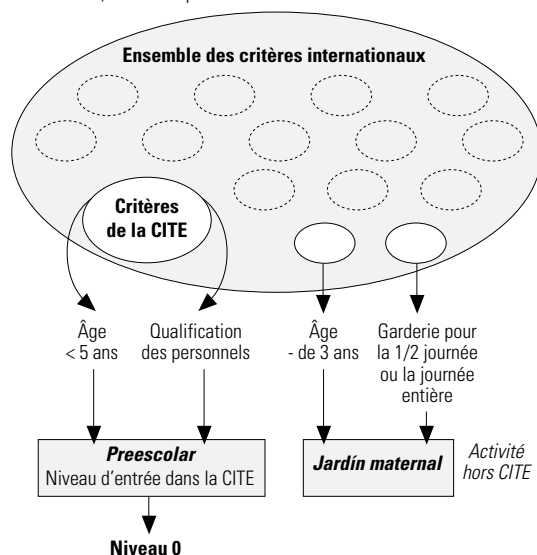 Ensemble des critères internationaux
Critères
de la CITE
Âge
< 5 ans
Qualification
des personnels
Âge
- de 3 ans
Garderie pour
la 1/2 journée
ou la journée
entière
Preescolar
Niveau d'entrée dans la CITE
Jardín maternal
Activité
hors CITE
Niveau 0